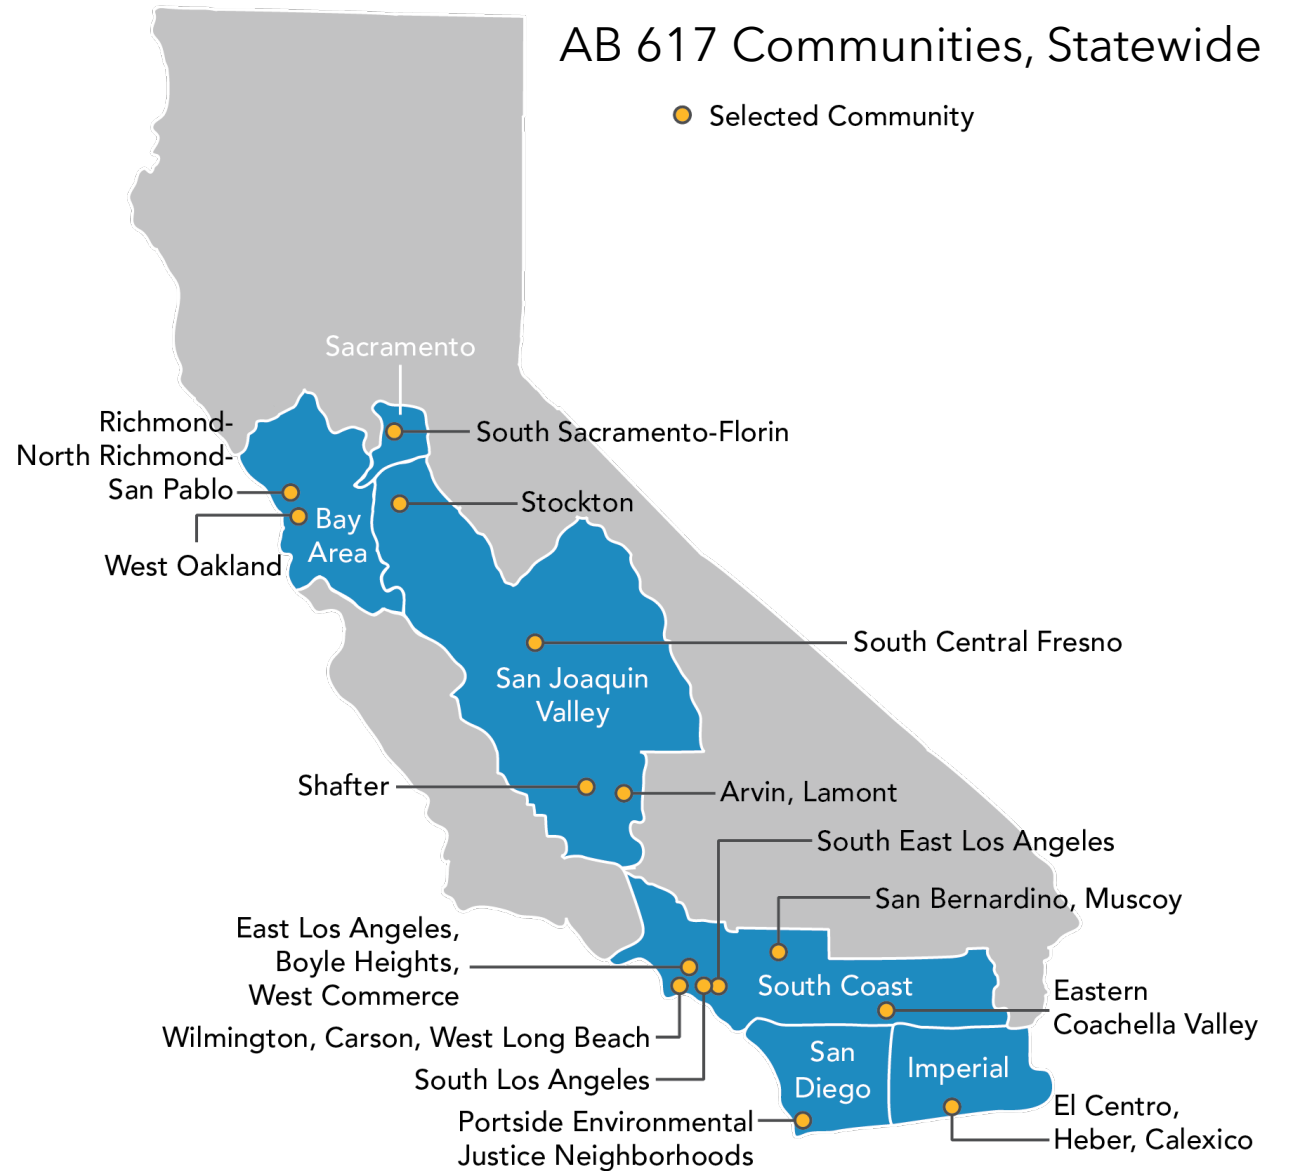 AB 617 Communities, Statewide
Selected Community
Sacramento
Richmond-
North Richmond-
San Pablo
South Sacramento-Florin
Stockton
Bay
Area
West Oakland
South Central Fresno
San Joaquin
Valley
Shafter
Arvin, Lamont
South East Los Angeles
San Bernardino, Muscoy
East Los Angeles,
Boyle Heights,
West Commerce
South Coast
Eastern
Coachella Valley
Wilmington, Carson, West Long Beach
San
Diego
Imperial
South Los Angeles
Portside Environmental
Justice Neighborhoods
El Centro,
Heber, Calexico